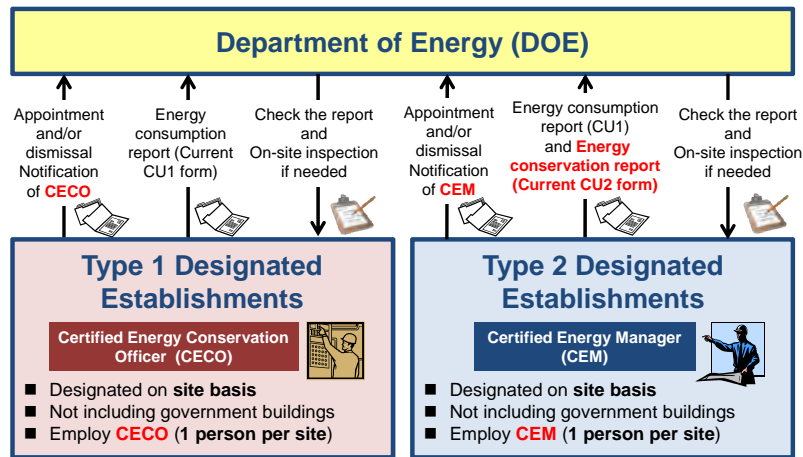 Department of Energy (DOE)
Appointment
and/or
dismissal
Notification
of CECO
Energy
consumption
report (Current
CU1 form)
Check the report
and
On-site inspection
if needed
Appointment
and/or
dismissal
Notification
of CEM
Energy consumption
report (CU1)
and Energy
conservation report
(Current CU2 form)
Check the report
and
On-site inspection
if needed
Type 1 Designated
Establishments
Certified Energy Conservation
Officer (CECO)
■ Designated on site basis
■ Not including government buildings
■ Employ CECO (1 person per site)
Type 2 Designated
Establishments
Certified Energy Manager
(CEM)
■ Designated on site basis
■ Not including government buildings
■ Employ CEM (1 person per site)